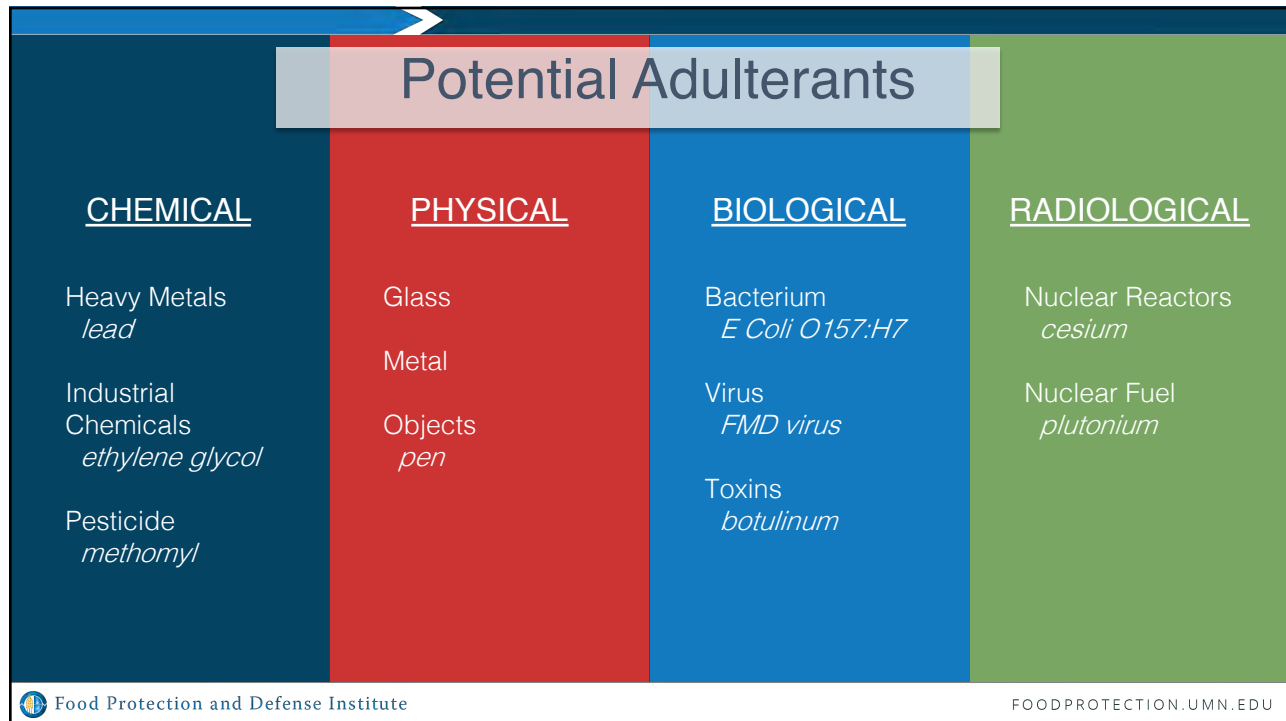 Potential Adulterants
CHEMICAL
Heavy Metals
lead
Industrial
Chemicals
ethylene glycol
Pesticide
methomyl
PHYSICAL
Glass
Metal
Objects
pen
BIOLOGICAL
Bacterium
E Coli O157:H7
Virus
FMD virus
Toxins
botulinum
RADIOLOGICAL
Nuclear Reactors
cesium
Nuclear Fuel
plutonium
Food Protection and Defense Institute
FOODPROTECTION.UMN.EDU